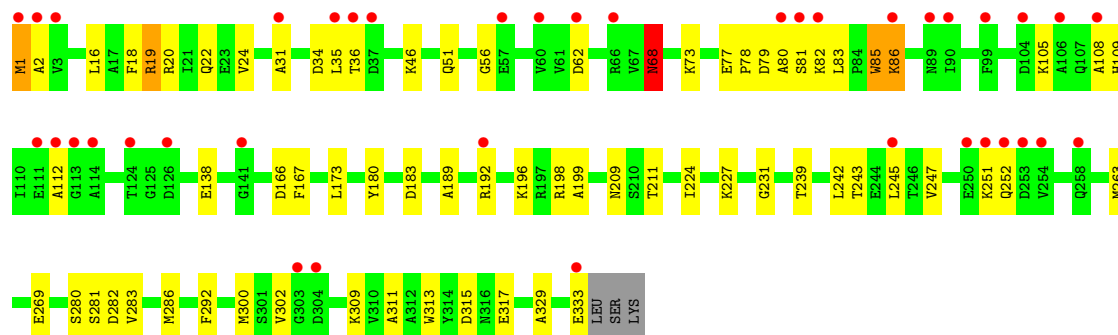 M1 A2 V3 L16 A17 F18 R19 R20 I21 Q22 E23 V24 A31 D34 L35 T36 D37 K46 Q51 G56 E57 V60 V61 D62 R66 V67 N68 K73 E77 P78 D79 A80 S81 K82 L83 P84 W85 K86 N89 I90 F99 D104 K105 A106 Q107 A108 H109
I110 E111 A112 G113 A114 T124 G125 D126 E138 G141 D166 F167 L173 Y180 D183 A189 R192 K196 R197 R198 A199 N209 S210 T211 I224 K227 G231 T239 L242 T243 E244 L245 T246 V247 E250 K251 Q252 D253 V254 Q258 M263
E269 S280 S281 D282 V283 M286 F292 M300 S301 V302 G303 D304 K309 V310 A311 A312 W313 Y314 D315 N316 E317 A329 E333 LEU SER LYS